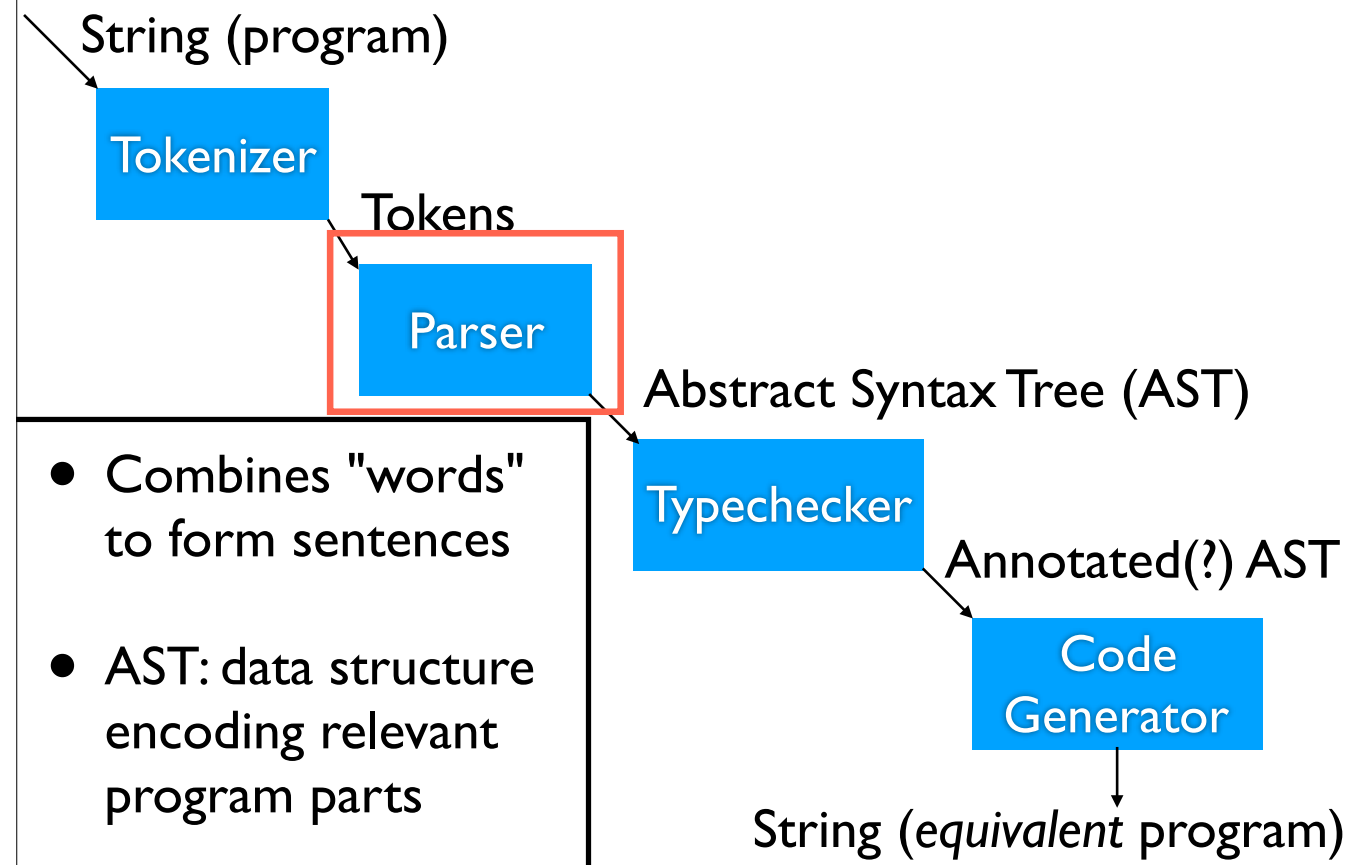 String (program)
Tokenizer
Tokens
Parser
Abstract Syntax Tree (AST)
Typechecker
Annotated(?) AST
Code
Generator
String (equivalent program)
• Combines "words"
to form sentences
• AST: data structure
encoding relevant
program parts